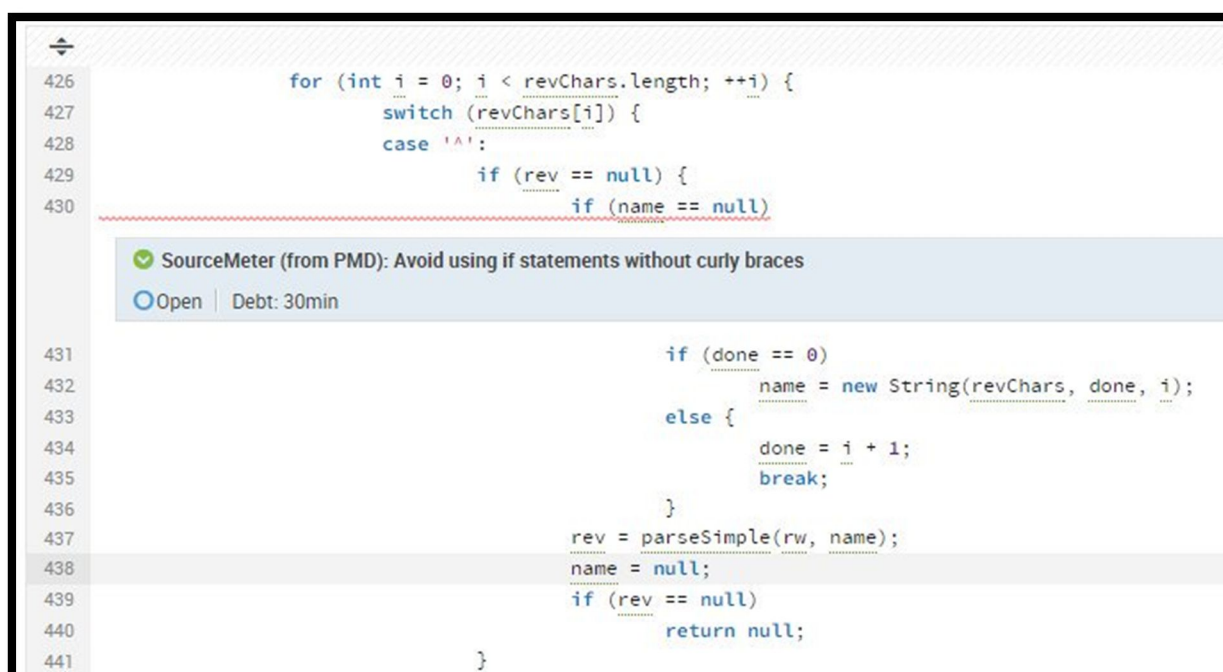 426 for (int i = 0; i < revChars.length; ++i) {
427 switch (revChars[i]) {
428 case '^':
429 if (rev == null) {
430 if (name == null)
SourceMeter (from PMD): Avoid using if statements without curly braces
Open | Debt: 30min
431 if (done == 0)
432 name = new String(revChars, done, i);
433 else {
434 done = i + 1;
435 break;
436 }
437 rev = parseSimple(rw, name);
438 name = null;
439 if (rev == null)
440 return null;
441 }